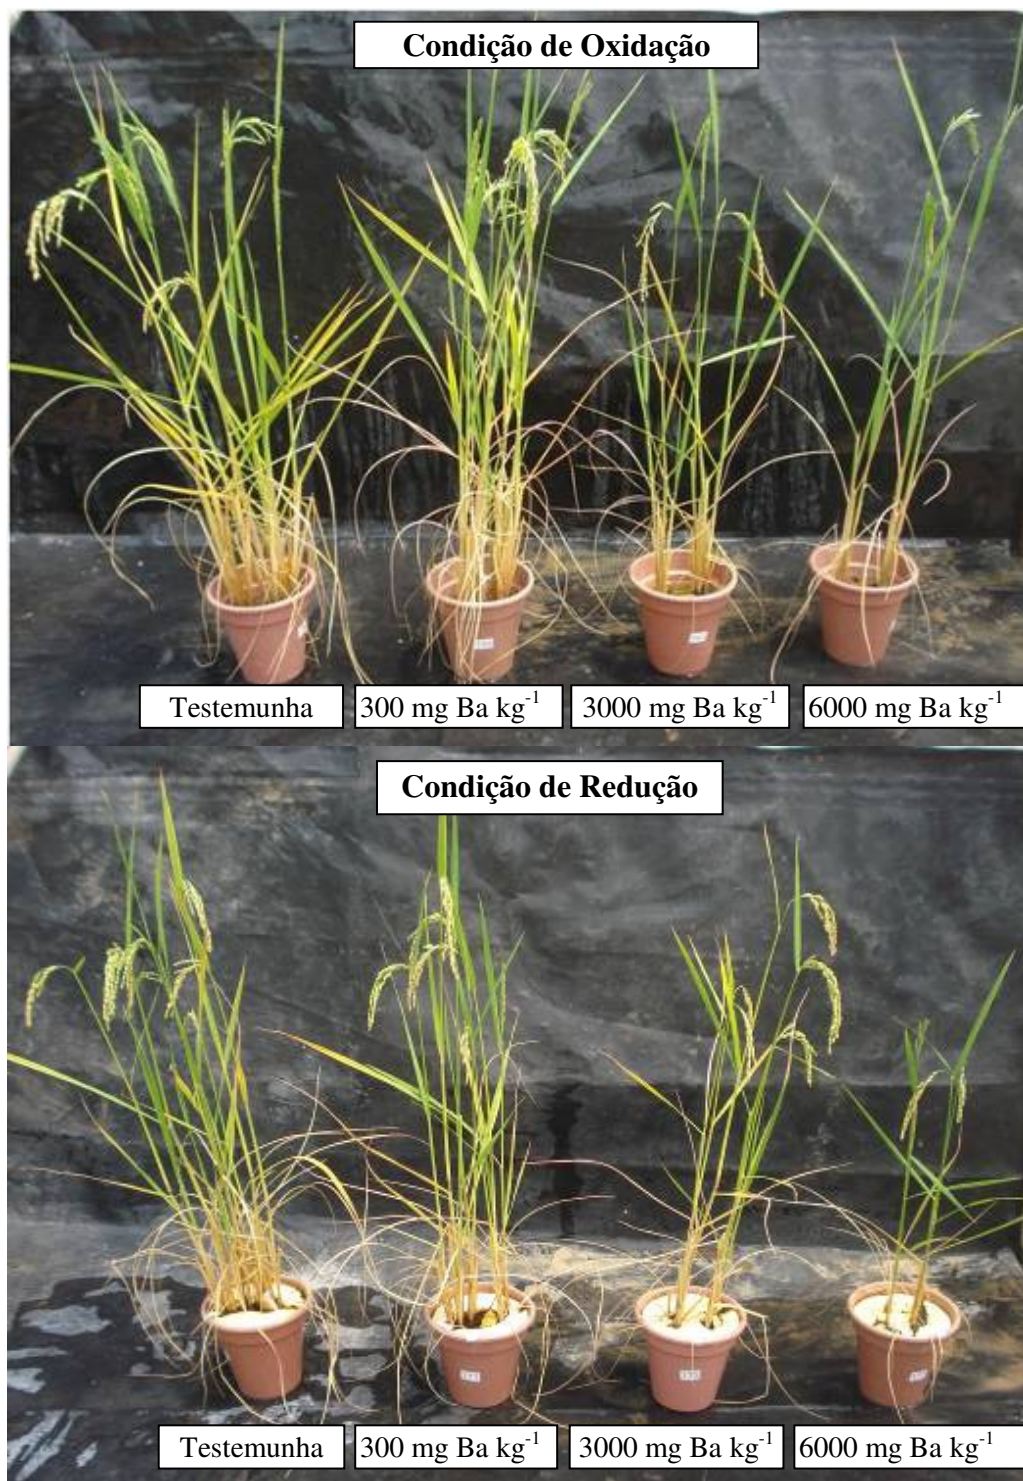 Condição de Oxidação
Testemunha
300 mg Ba kg-1
3000 mg Ba kg-1
6000 mg Ba kg-1
Condição de Redução
Testemunha
300 mg Ba kg-1
3000 mg Ba kg-1
6000 mg Ba kg-1